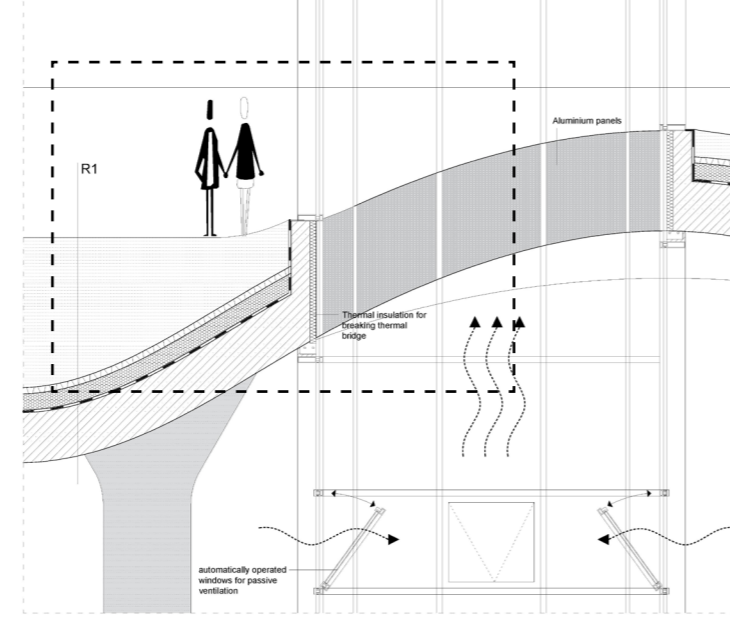 Aluminium panels
R1
Thermal insulation for
breaking thermal
bridge
automatically operated
windows for passive
ventilation